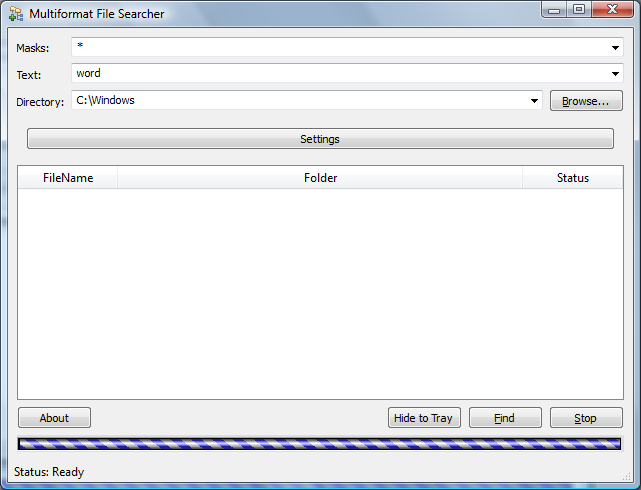 Multiformat File Searcher
Masks: *
Text: word
Directory: C:\Windows Browse...
Settings
FileName Folder Status
About Hide to Tray Find Stop
Status: Ready